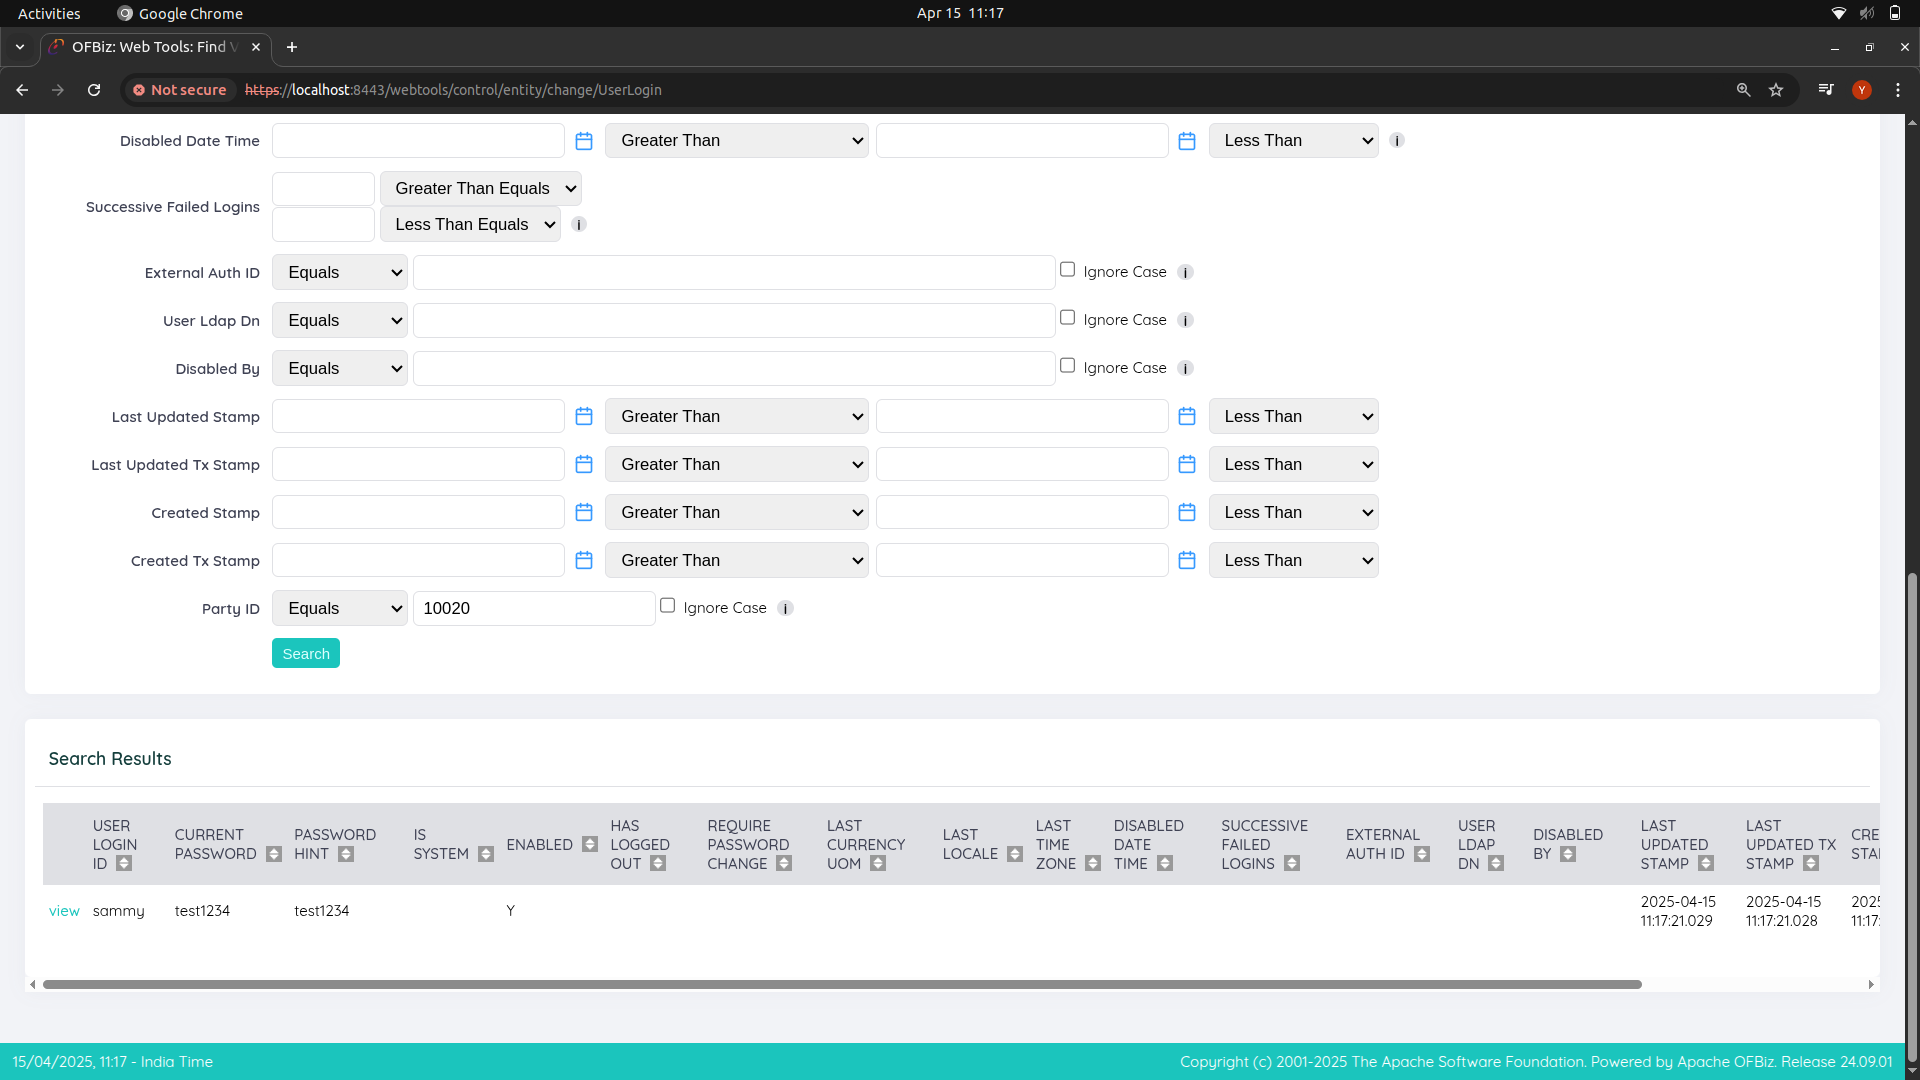 Activities
Google Chrome
Apr 15 11:17
OFBiz: Web Tools: Find
Not secure
https://localhost:8443/webtools/control/entity/change/UserLogin
Y
Disabled Date Time
Greater Than
Less Than
i
Successive Failed Logins
Greater Than Equals
Less Than Equals
i
External Auth ID
Equals
Ignore Case
i
User Ldap Dn
Equals
Ignore Case
i
Disabled By
Equals
Ignore Case
i
Last Updated Stamp
Greater Than
Less Than
Last Updated Tx Stamp
Greater Than
Less Than
Created Stamp
Greater Than
Less Than
Created Tx Stamp
Greater Than
Less Than
Party ID
Equals
10020
Ignore Case
i
Search
Search Results
USER LOGIN ID
CURRENT PASSWORD
PASSWORD HINT
IS SYSTEM
ENABLED
HAS LOGGED OUT
REQUIRE PASSWORD CHANGE
LAST CURRENCY UOM
LAST LOCALE
LAST TIME ZONE
DISABLED DATE TIME
SUCCESSIVE FAILED LOGINS
EXTERNAL AUTH ID
USER LDAP DN
DISABLED BY
LAST UPDATED STAMP
LAST UPDATED TX STAMP
CRE
STA
view
sammy
test1234
test1234
Y
2025-04-15 11:17:21.029
2025-04-15 11:17:21.028
2025
11:17:
15/04/2025, 11:17 - India Time
Copyright (c) 2001-2025 The Apache Software Foundation. Powered by Apache OFBiz. Release 24.09.01